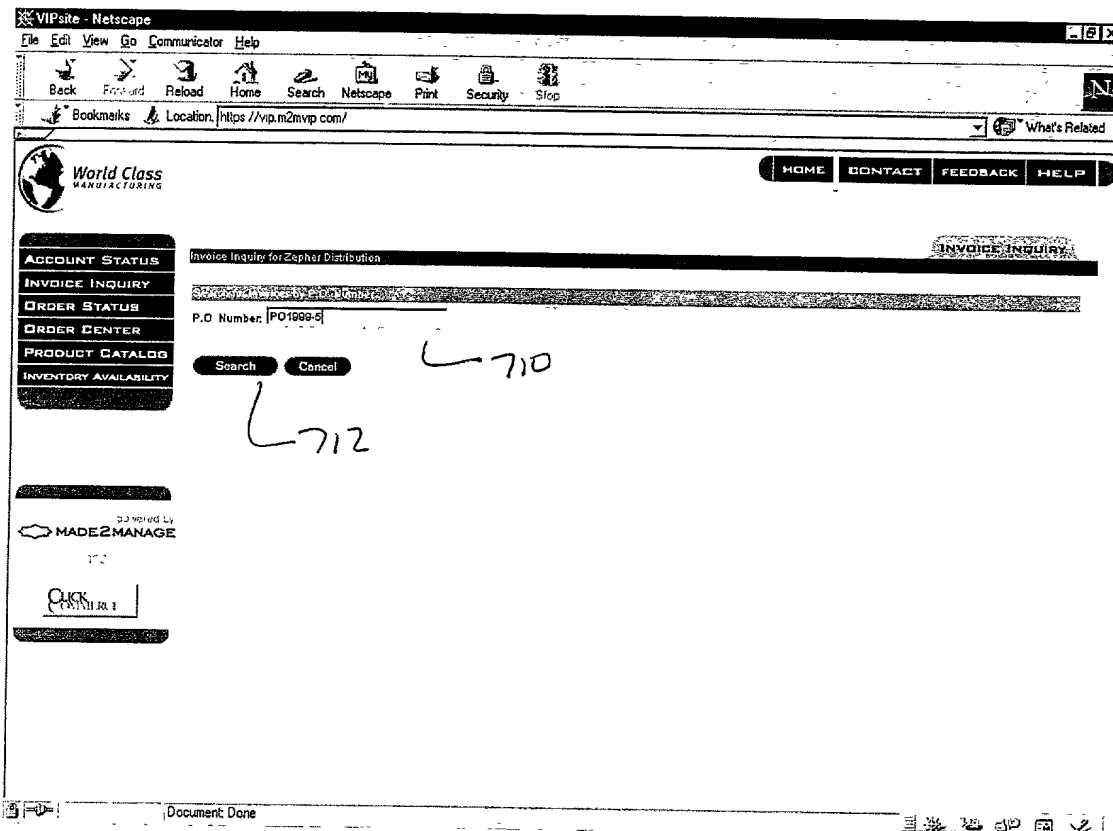 VIPsite - Netscape
File Edit View Go Communicator Help
Back Forward Reload Home Search Netscape Print Security Stop
Bookmarks Location: https://vip.m2mvip.com/ What's Related
World Class
MANUFACTURING
HOME CONTACT FEEDBACK HELP
INVOICE INQUIRY
ACCOUNT STATUS
INVOICE INQUIRY
ORDER STATUS
ORDER CENTER
PRODUCT CATALOG
INVENTORY AVAILABILITY
Invoice Inquiry for Zepher Distribution
P.O Number: PO1999-5
Search Cancel
710
712
powered by
MADE2MANAGE
CLICK
COMMERCE
Document: Done